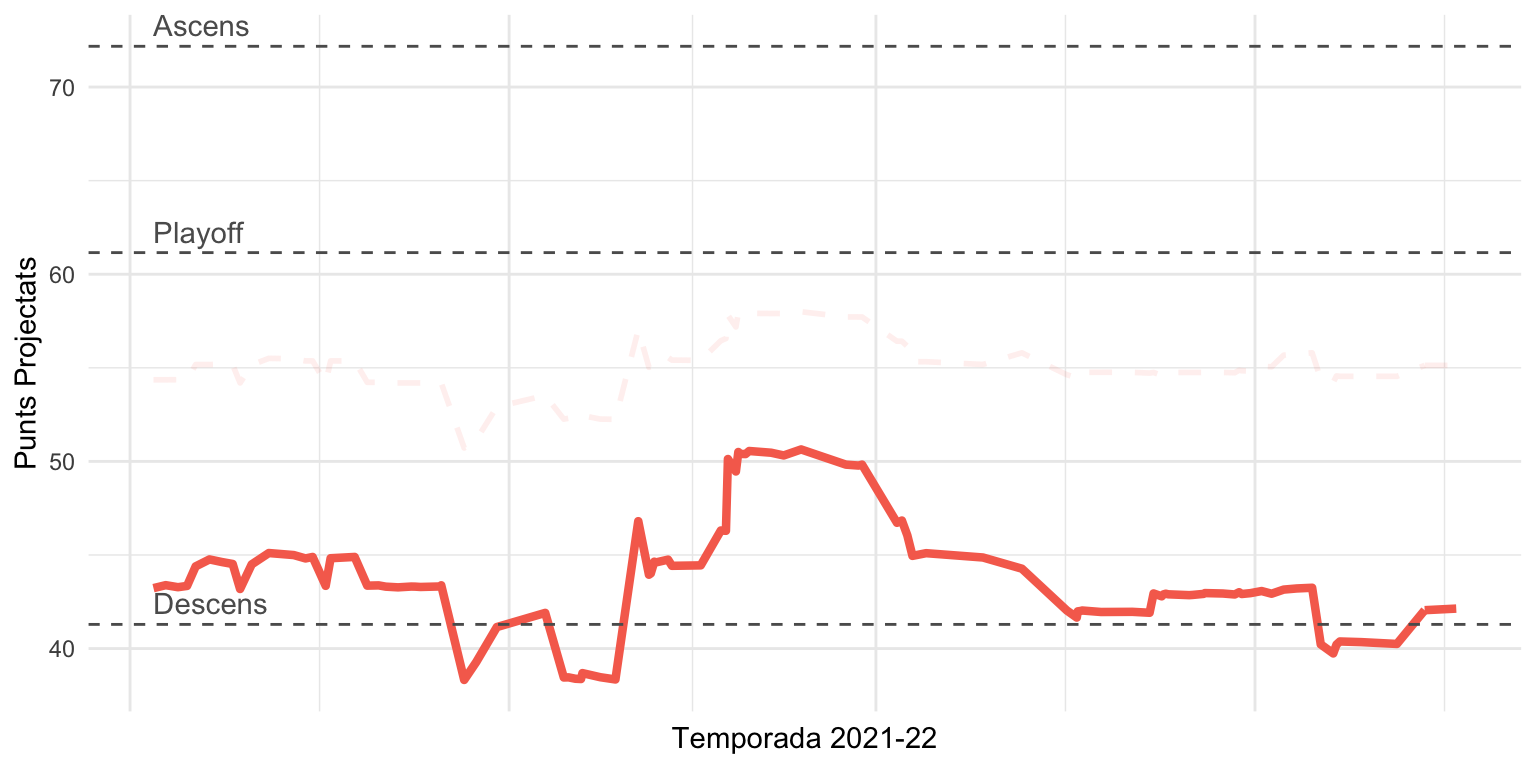 Ascens
70
Playoff
60
50
Descens
40
Punts Projectats
Temporada 2021-22